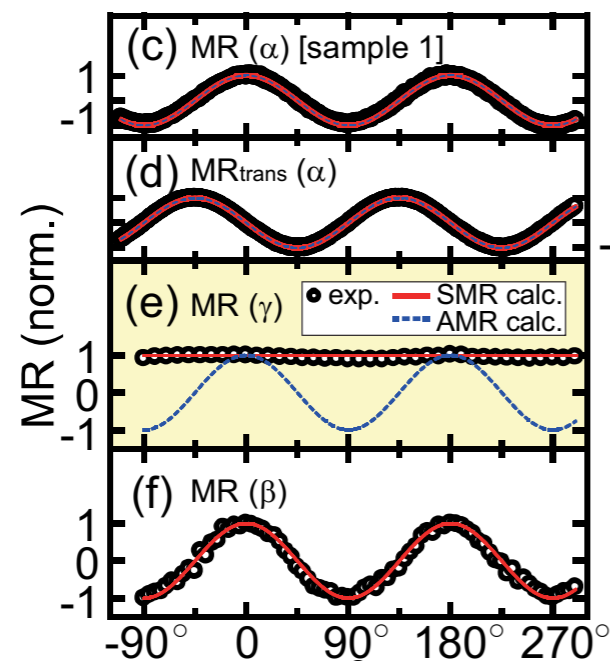 (c) MR (α) [sample 1]
1
-1
(d) MRtrans (α)
MR (norm.)
(e) MR (γ)
exp.
SMR calc.
AMR calc.
1
0
-1
(f) MR (β)
1
0
-1
-90° 0 90° 180° 270°